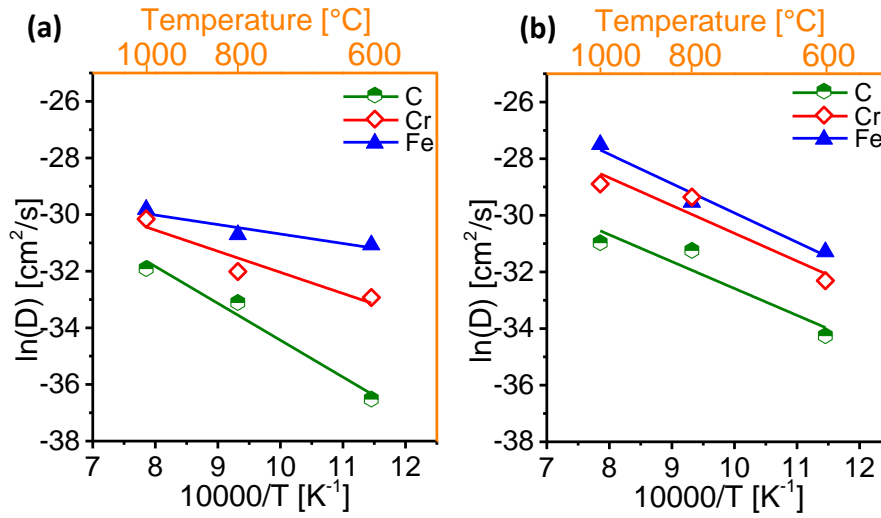 (a)
Temperature [°C]
1000 800 600
C
Cr
Fe
-26
-28
-30
-32
-34
-36
-38
ln(D) [cm²/s]
7 8 9 10 11 12
10000/T [K⁻¹]
(b)
Temperature [°C]
1000 800 600
C
Cr
Fe
-26
-28
-30
-32
-34
-36
-38
ln(D) [cm²/s]
7 8 9 10 11 12
10000/T [K⁻¹]